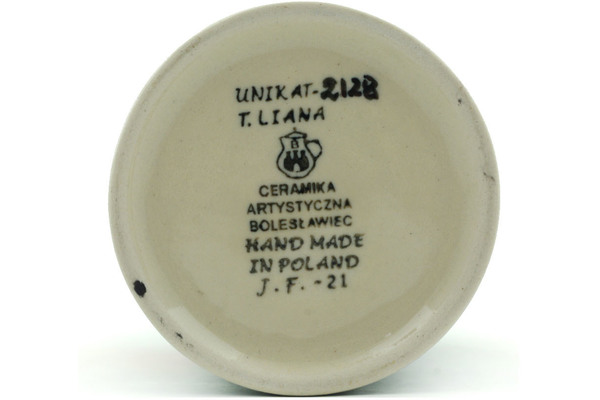 UNIKAT-2128
T. LIANA
CERAMIKA
ARTYSTYCZNA
BOLESŁAWIEC
HAND MADE
IN POLAND
J.F.-21